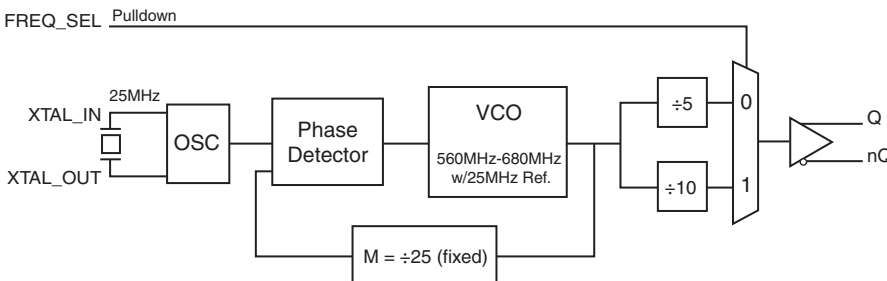 FREQ_SEL Pulldown
25MHz
XTAL_IN
XTAL_OUT
OSC
Phase
Detector
VCO
560MHz-680MHz
w/25MHz Ref.
M = ÷25 (fixed)
÷5
÷10
0
1
Q
nQ